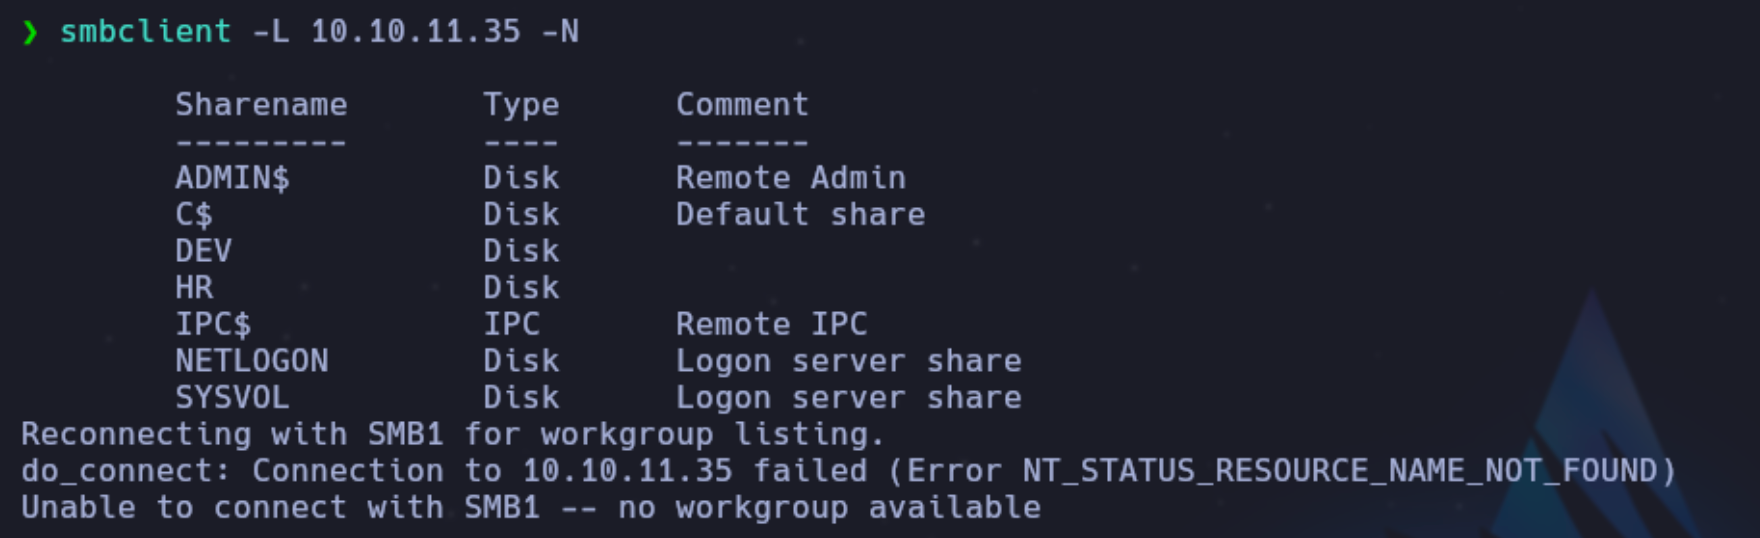 ❯ smbclient -L 10.10.11.35 -N
Sharename Type Comment
--------- ---- -------
ADMIN$ Disk Remote Admin
C$ Disk Default share
DEV Disk
HR Disk
IPC$ IPC Remote IPC
NETLOGON Disk Logon server share
SYSVOL Disk Logon server share
Reconnecting with SMB1 for workgroup listing.
do_connect: Connection to 10.10.11.35 failed (Error NT_STATUS_RESOURCE_NAME_NOT_FOUND)
Unable to connect with SMB1 -- no workgroup available